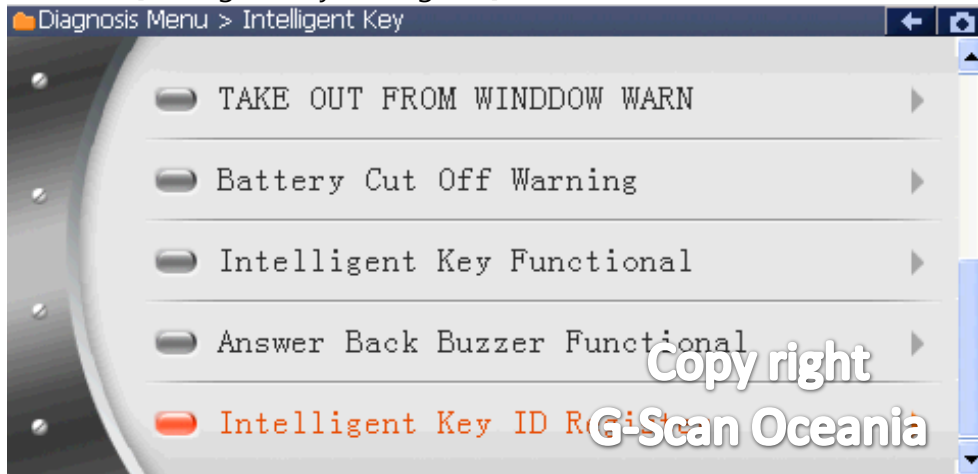 Diagnosis Menu > Intelligent Key
TAKE OUT FROM WINDDOW WARN
Battery Cut Off Warning
Intelligent Key Functional
Answer Back Buzzer Functional
Copy right
Intelligent Key ID
G-Scan Oceania